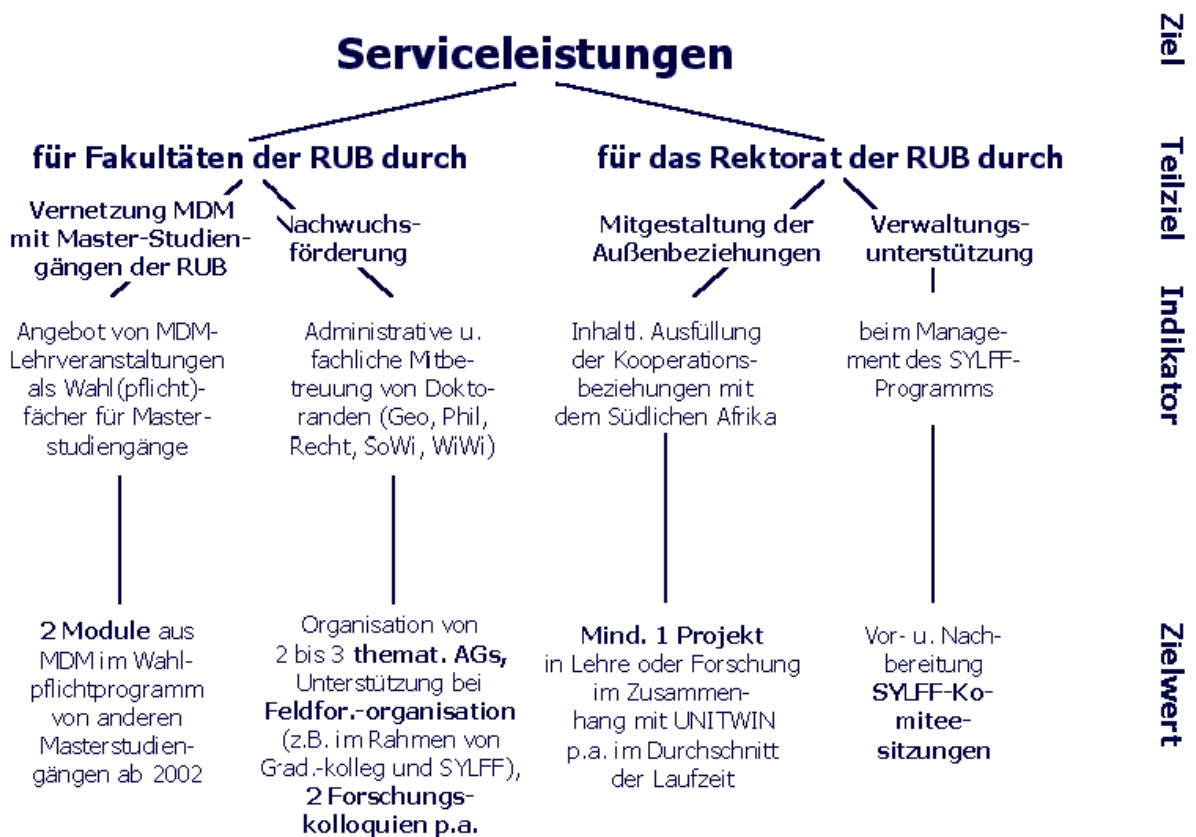 Serviceleistungen
für Fakultäten der RUB durch
für das Rektorat der RUB durch
Vernetzung MDM
mit Master-Studien-
gängen der RUB
Nachwuchs-
förderung
Mitgestaltung der
Außenbeziehungen
Verwaltungs-
unterstützung
Angebot von MDM-
Lehrveranstaltungen
als Wahl(pflicht)-
fächer für Master-
studiengänge
Administrative u.
fachliche Mitbe-
treuung von Dokto-
randen (Geo, Phil,
Recht, SoWi, WiWi)
Inhaltl. Ausfüllung
der Kooperations-
beziehungen mit
dem Südlichen Afrika
beim Manage-
ment des SYLFF-
Programms
2 Module aus
MDM im Wahl-
pflichtprogramm
von anderen
Masterstudien-
gängen ab 2002
Organisation von
2 bis 3 themat. AGs,
Unterstützung bei
Feldfor.-organisation
(z.B. im Rahmen von
Grad.-kolleg und SYLFF),
2 Forschungs-
kolloquien p.a.
Mind. 1 Projekt
in Lehre oder Forschung
im Zusammen-
hang mit UNITWIN
p.a. im Durchschnitt
der Laufzeit
Vor- u. Nach-
bereitung
SYLFF-Ko-
mitee-
sitzungen
Ziel
Teilziel
Indikator
Zielwert